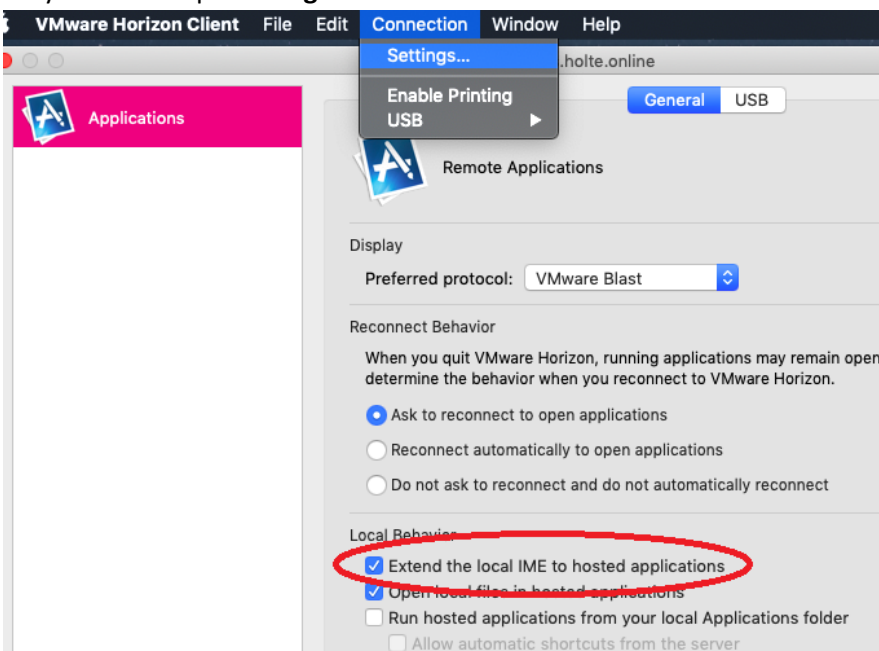 VMware Horizon Client File Edit Connection Window Help
Settings...
.holte.online
Enable Printing
USB
General USB
Applications
Remote Applications
Display
Preferred protocol: VMware Blast
Reconnect Behavior
When you quit VMware Horizon, running applications may remain open
determine the behavior when you reconnect to VMware Horizon.
Ask to reconnect to open applications
Reconnect automatically to open applications
Do not ask to reconnect and do not automatically reconnect
Local Behavior
Extend the local IME to hosted applications
Open local files in hosted applications
Run hosted applications from your local Applications folder
Allow automatic shortcuts from the server